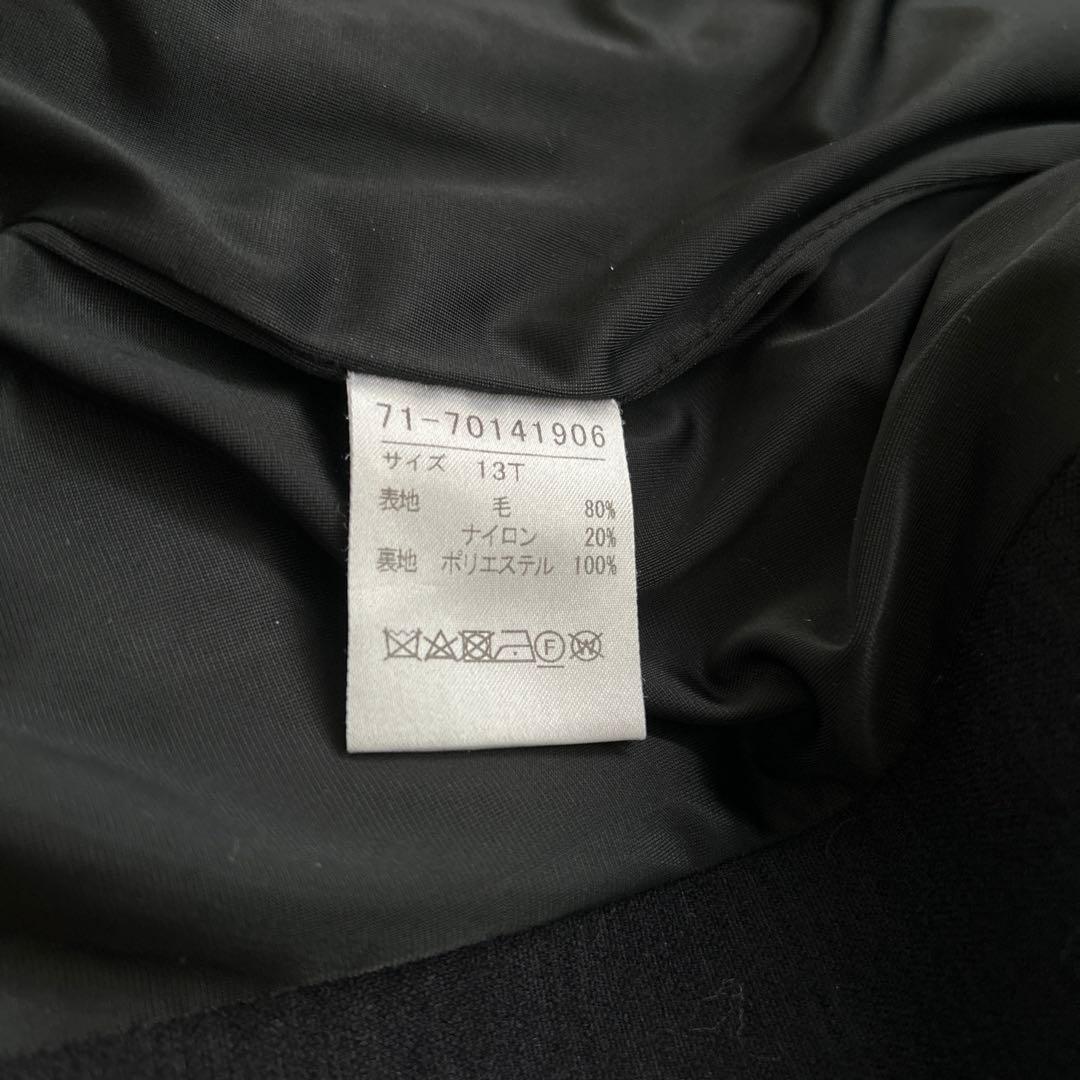 71-70141906
サイズ 13T
表地 毛 80%
ナイロン 20%
裏地 ポリエステル 100%
F W